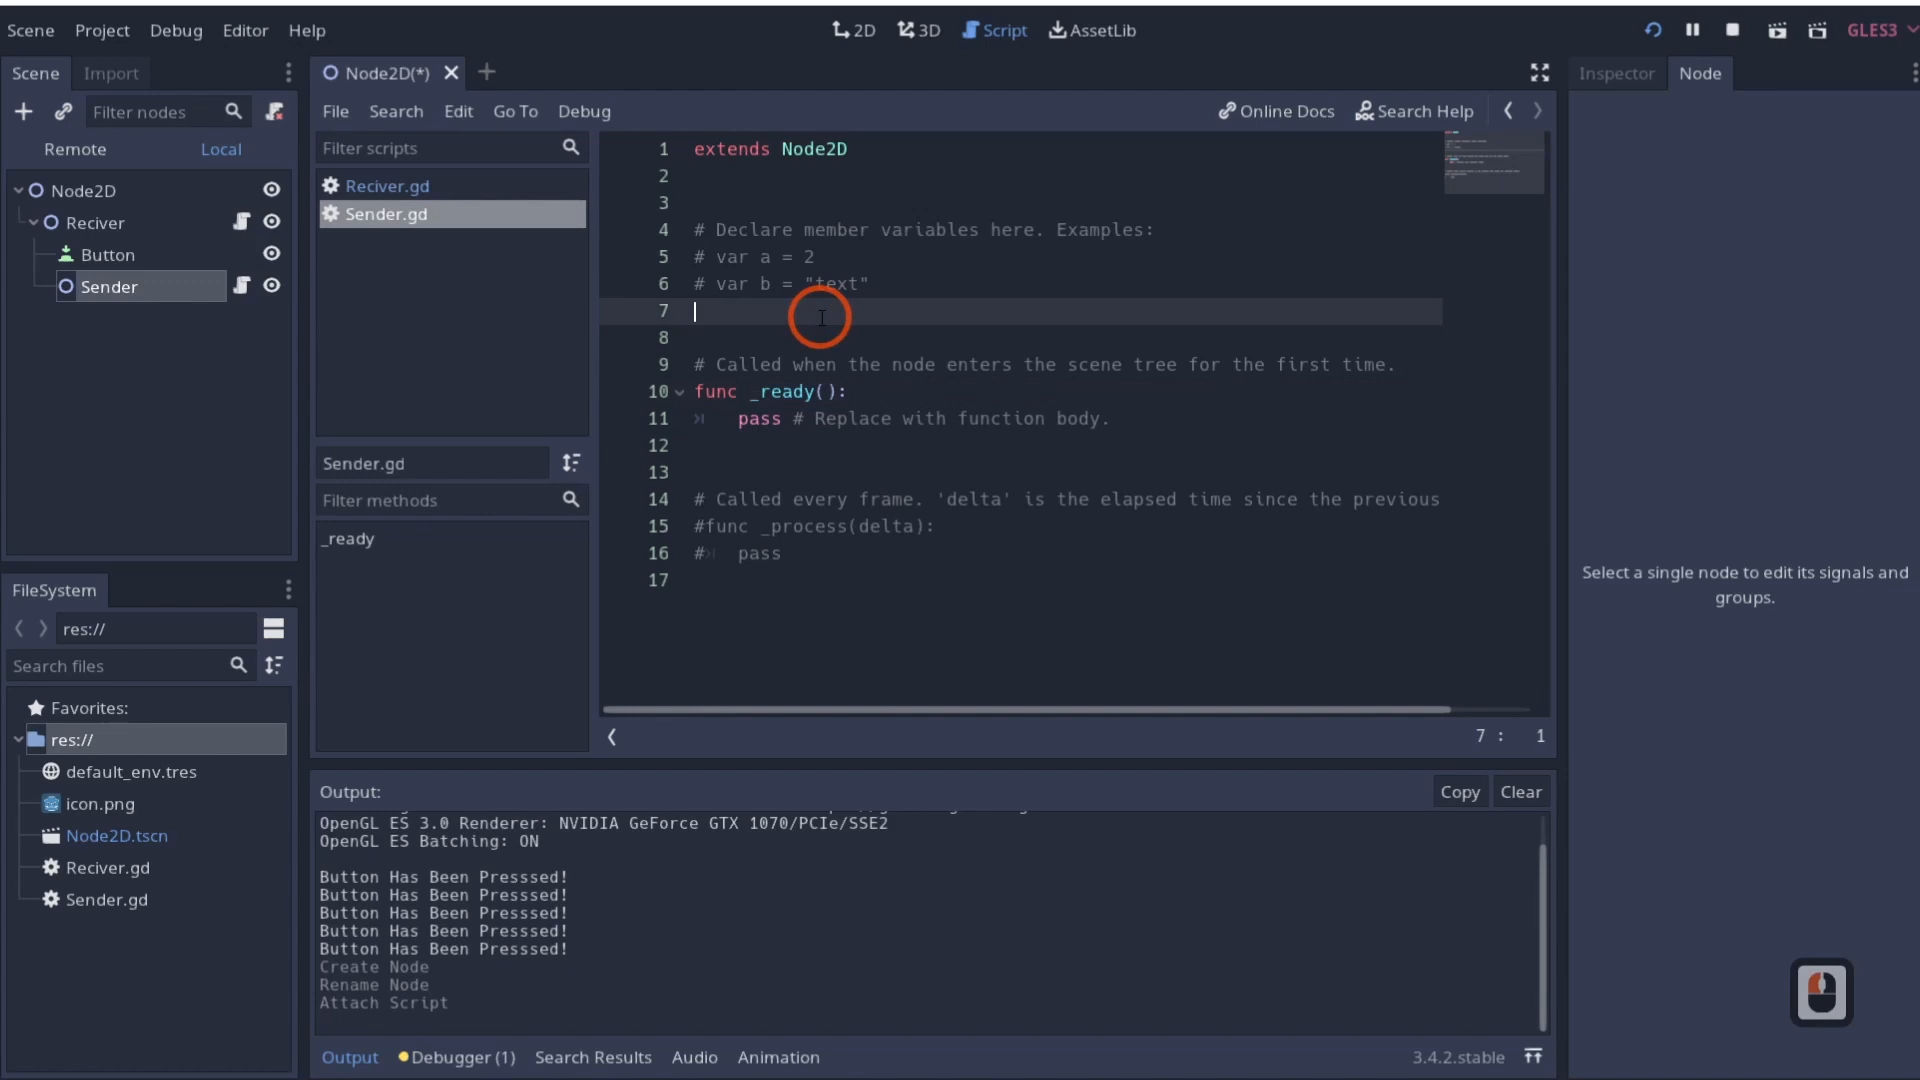 Scene Project Debug Editor Help
2D 3D Script AssetLib
GLES3
Scene Import
Filter nodes
Remote Local
Node2D
Reciver
Button
Sender
FileSystem
res://
Search files
Favorites:
res://
default_env.tres
icon.png
Node2D.tscn
Reciver.gd
Sender.gd
Node2D(*)
File Search Edit Go To Debug
Online Docs Search Help
Filter scripts
Reciver.gd
Sender.gd
Sender.gd
Filter methods
_ready
1 extends Node2D
2
3
4 # Declare member variables here. Examples:
5 # var a = 2
6 # var b = "text"
7
8
9 # Called when the node enters the scene tree for the first time.
10 func _ready():
11 pass # Replace with function body.
12
13
14 # Called every frame. 'delta' is the elapsed time since the previous
15 #func _process(delta):
16 # pass
17
7 : 1
Output:
Copy Clear
OpenGL ES 3.0 Renderer: NVIDIA GeForce GTX 1070/PCIe/SSE2
OpenGL ES Batching: ON
Button Has Been Presssed!
Button Has Been Presssed!
Button Has Been Presssed!
Button Has Been Presssed!
Button Has Been Presssed!
Create Node
Rename Node
Attach Script
Output Debugger (1) Search Results Audio Animation
3.4.2.stable
Inspector Node
Select a single node to edit its signals and
groups.